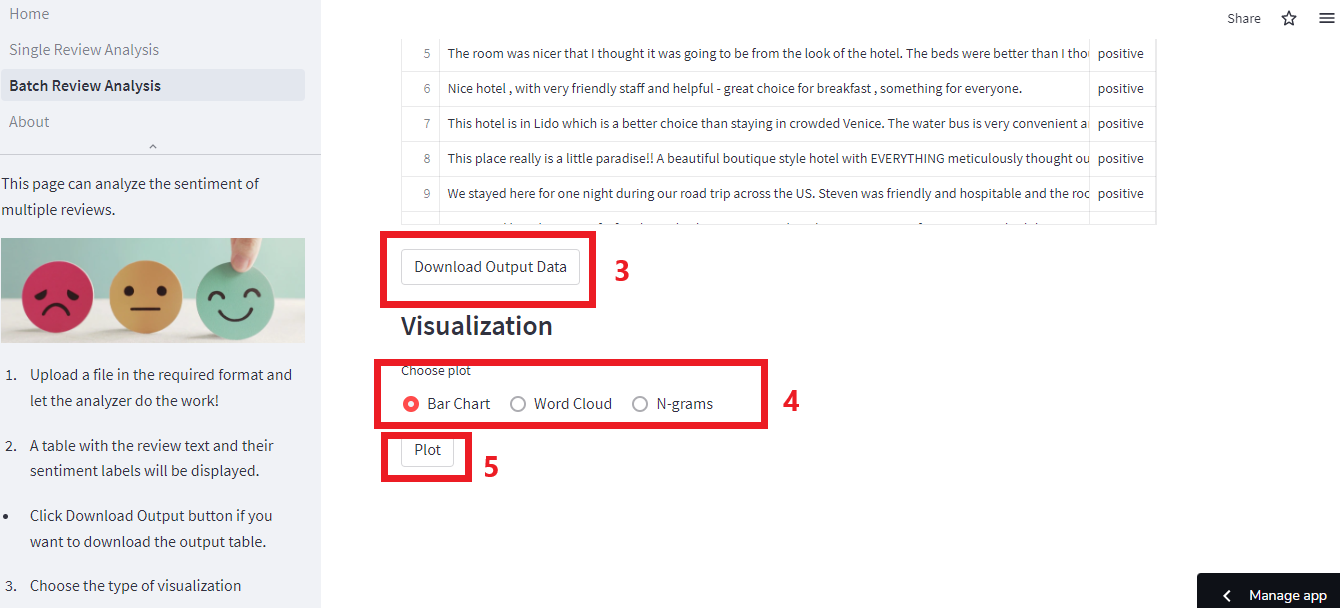 Home
Single Review Analysis
Batch Review Analysis
About
This page can analyze the sentiment of
multiple reviews.
1. Upload a file in the required format and
let the analyzer do the work!
2. A table with the review text and their
sentiment labels will be displayed.
• Click Download Output button if you
want to download the output table.
3. Choose the type of visualization
Share
5 The room was nicer that I thought it was going to be from the look of the hotel. The beds were better than I thou positive
6 Nice hotel , with very friendly staff and helpful - great choice for breakfast , something for everyone. positive
7 This hotel is in Lido which is a better choice than staying in crowded Venice. The water bus is very convenient a positive
8 This place really is a little paradise!! A beautiful boutique style hotel with EVERYTHING meticulously thought ou positive
9 We stayed here for one night during our road trip across the US. Steven was friendly and hospitable and the roo positive
Download Output Data 3
Visualization
Choose plot
Bar Chart Word Cloud N-grams 4
Plot 5
Manage app